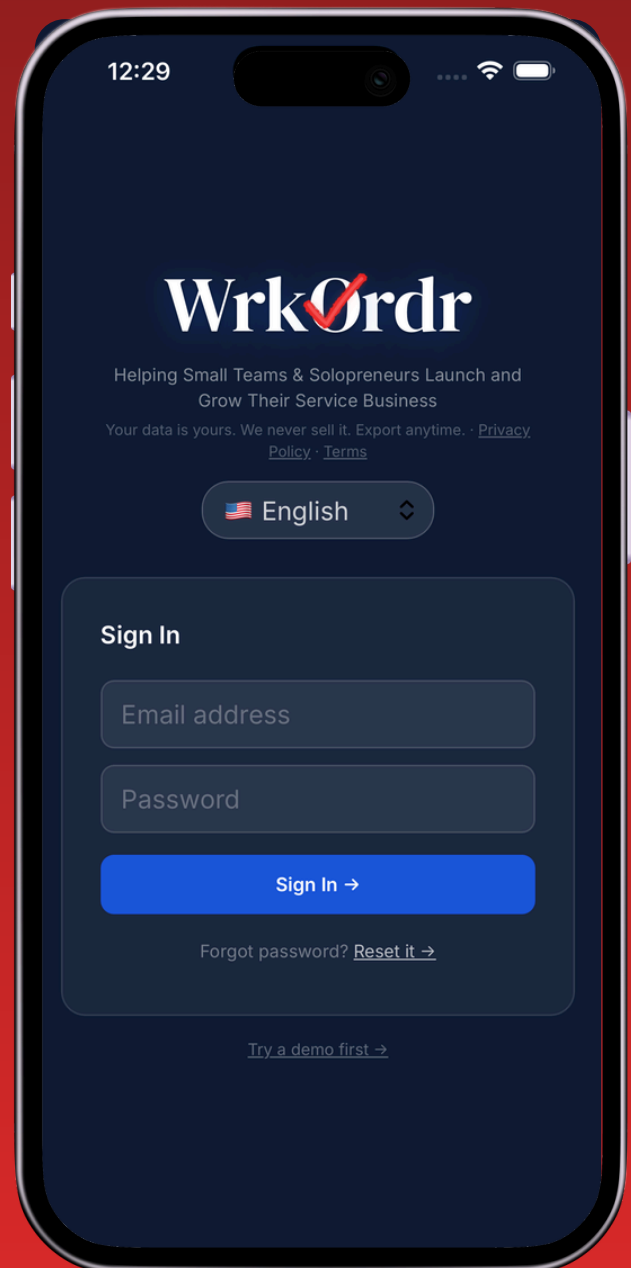 12:29
WrkOrdr
Helping Small Teams & Solopreneurs Launch and
Grow Their Service Business
Your data is yours. We never sell it. Export anytime. · Privacy
Policy · Terms
🇺🇸 English
Sign In
Email address
Password
Sign In →
Forgot password? Reset it →
Try a demo first →